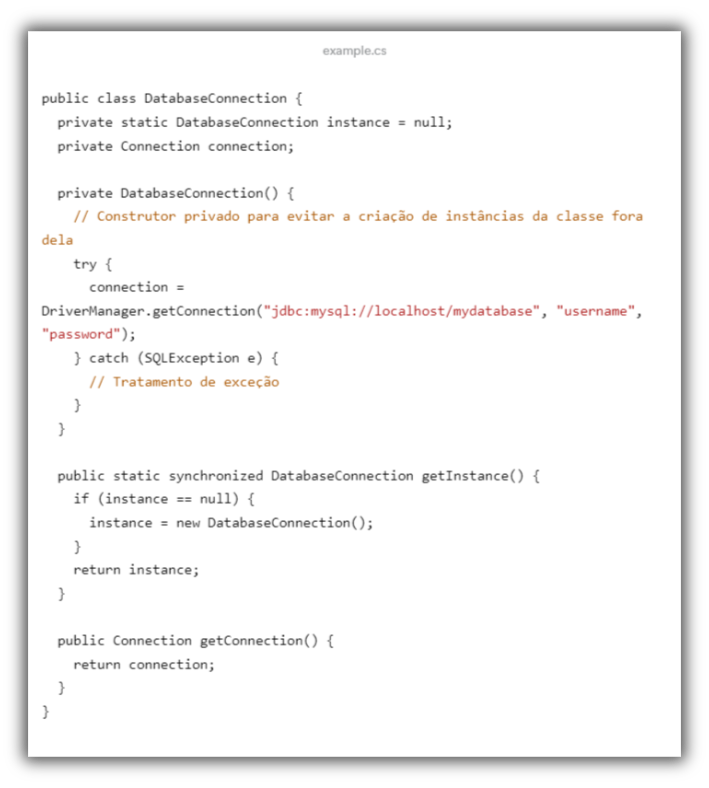 example.cs
public class DatabaseConnection {
  private static DatabaseConnection instance = null;
  private Connection connection;

  private DatabaseConnection() {
    // Construtor privado para evitar a criação de instâncias da classe fora
dela
    try {
      connection =
DriverManager.getConnection("jdbc:mysql://localhost/mydatabase", "username",
"password");
    } catch (SQLException e) {
      // Tratamento de exceção
    }
  }

  public static synchronized DatabaseConnection getInstance() {
    if (instance == null) {
      instance = new DatabaseConnection();
    }
    return instance;
  }

  public Connection getConnection() {
    return connection;
  }
}